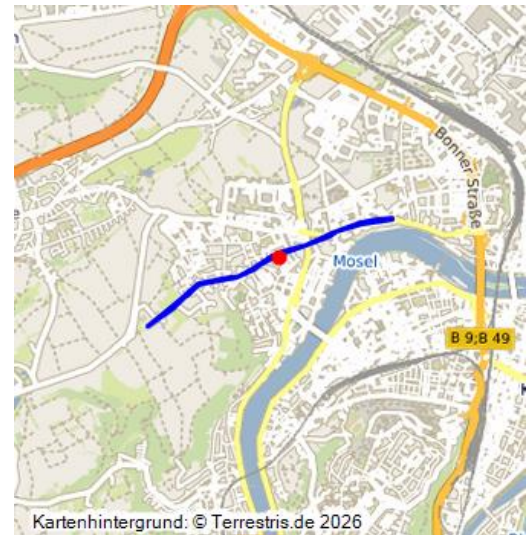 Bonner Straße
Mosel
B 9;B 49
K
Kartenhintergrund: © Terrestris.de 2026